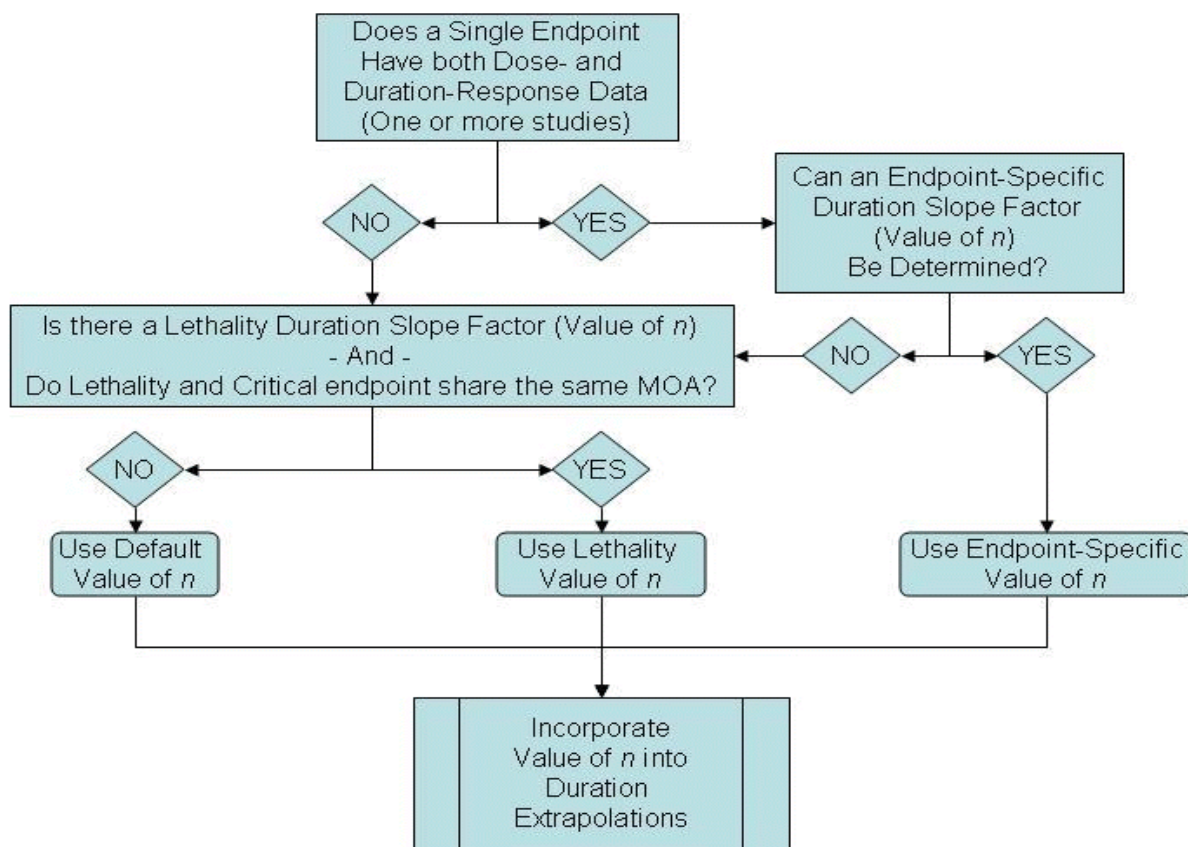 Does a Single Endpoint
Have both Dose- and
Duration-Response Data
(One or more studies)
NO
YES
Can an Endpoint-Specific
Duration Slope Factor
(Value of n)
Be Determined?
Is there a Lethality Duration Slope Factor (Value of n)
- And -
Do Lethality and Critical endpoint share the same MOA?
NO
YES
NO
YES
Use Default
Value of n
Use Lethality
Value of n
Use Endpoint-Specific
Value of n
Incorporate
Value of n into
Duration
Extrapolations